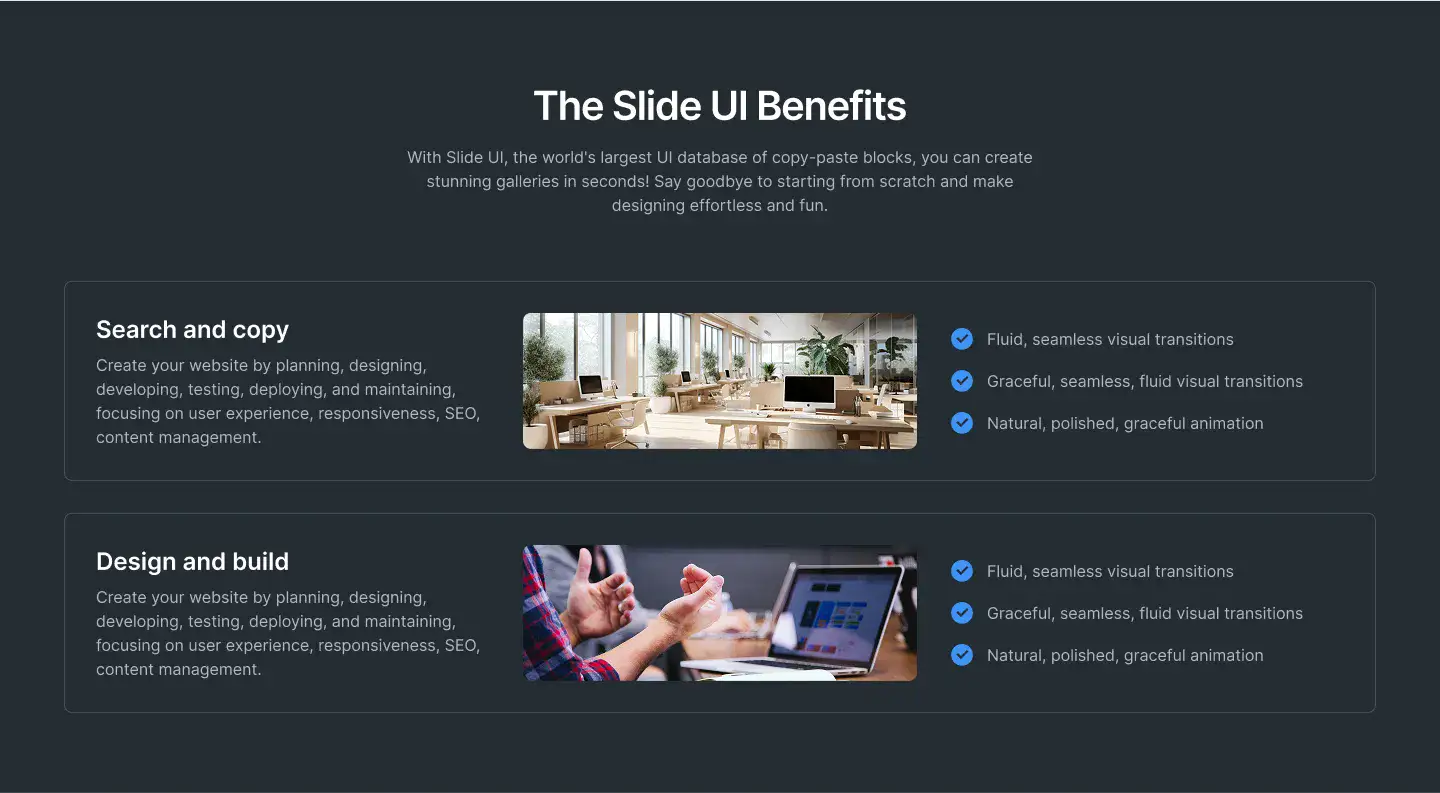 The Slide UI Benefits
With Slide UI, the world's largest UI database of copy-paste blocks, you can create
stunning galleries in seconds! Say goodbye to starting from scratch and make
designing effortless and fun.
Search and copy
Create your website by planning, designing,
developing, testing, deploying, and maintaining,
focusing on user experience, responsiveness, SEO,
content management.
Fluid, seamless visual transitions
Graceful, seamless, fluid visual transitions
Natural, polished, graceful animation
Design and build
Create your website by planning, designing,
developing, testing, deploying, and maintaining,
focusing on user experience, responsiveness, SEO,
content management.
Fluid, seamless visual transitions
Graceful, seamless, fluid visual transitions
Natural, polished, graceful animation